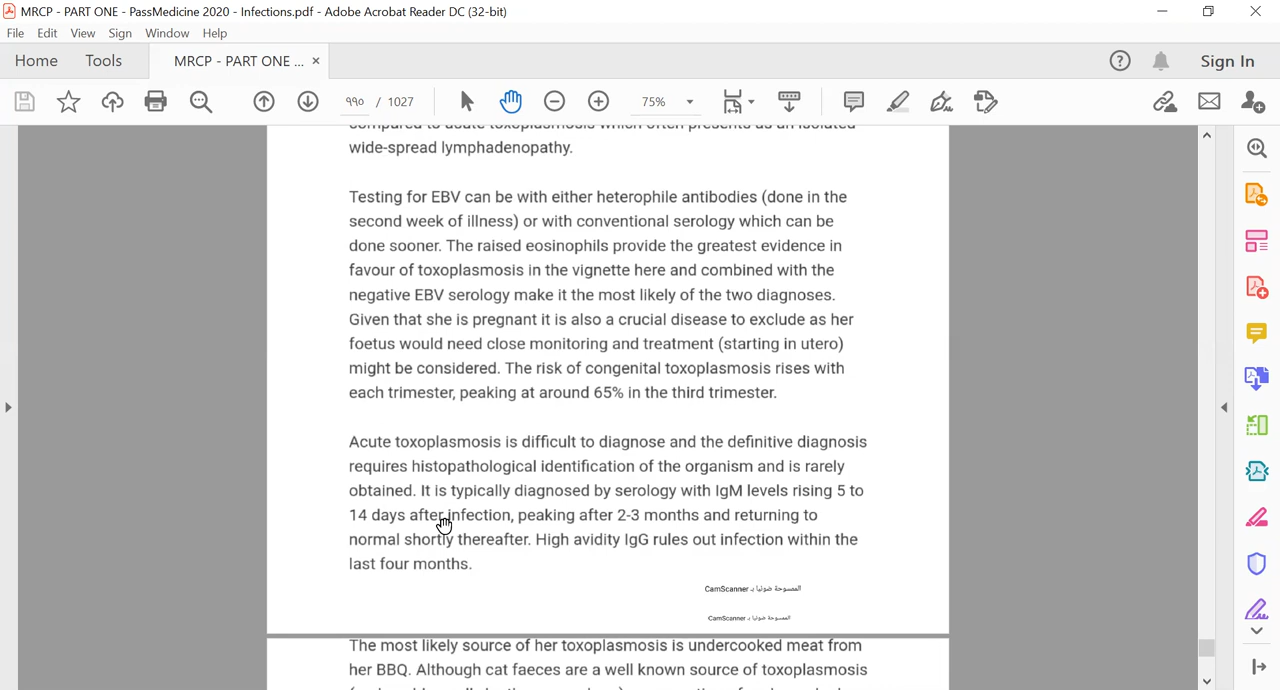 MRCP - PART ONE - PassMedicine 2020 - Infections.pdf - Adobe Acrobat Reader DC (32-bit)
File Edit View Sign Window Help
Home Tools MRCP - PART ONE ... × Sign In
٩٩٠ / 1027 75%
compared to acute toxoplasmosis which often presents as an isolated
wide-spread lymphadenopathy.
Testing for EBV can be with either heterophile antibodies (done in the
second week of illness) or with conventional serology which can be
done sooner. The raised eosinophils provide the greatest evidence in
favour of toxoplasmosis in the vignette here and combined with the
negative EBV serology make it the most likely of the two diagnoses.
Given that she is pregnant it is also a crucial disease to exclude as her
foetus would need close monitoring and treatment (starting in utero)
might be considered. The risk of congenital toxoplasmosis rises with
each trimester, peaking at around 65% in the third trimester.
Acute toxoplasmosis is difficult to diagnose and the definitive diagnosis
requires histopathological identification of the organism and is rarely
obtained. It is typically diagnosed by serology with IgM levels rising 5 to
14 days after infection, peaking after 2-3 months and returning to
normal shortly thereafter. High avidity IgG rules out infection within the
last four months.
الممسوحة ضوئيا بـ CamScanner
الممسوحة ضوئيا بـ CamScanner
The most likely source of her toxoplasmosis is undercooked meat from
her BBQ. Although cat faeces are a well known source of toxoplasmosis